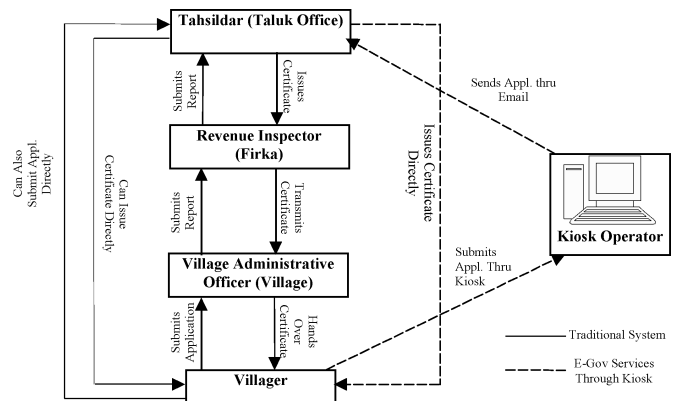 Tahsildar (Taluk Office)
Sends Appl. thru
Email
Submits
Report
Issues
Certificate
Revenue Inspector
(Firka)
Can Also
Submit Appl.
Directly
Can Issue
Certificate Directly
Issues Certificate
Directly
Submits
Report
Transmits
Certificate
Kiosk Operator
Village Administrative
Officer (Village)
Submits
Appl. Thru
Kiosk
Submits
Application
Hands
Over
Certificate
Villager
Traditional System
E-Gov Services
Through Kiosk